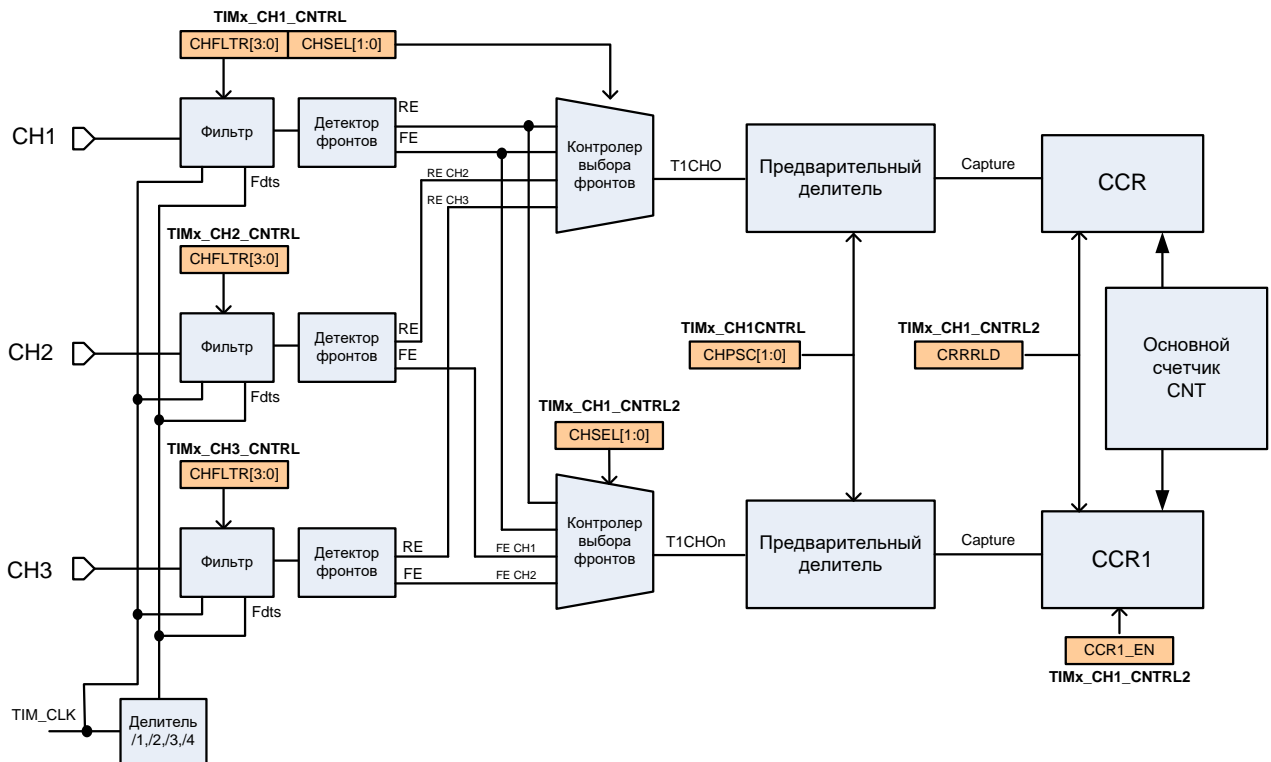 TIMx_CH1_CNTRL
CHFLTR[3:0] CHSEL[1:0]
CH1
Фильтр
Детектор
фронтов
RE
FE
Fdts
RE CH2
RE CH3
Контролер
выбора
фронтов
T1CHO
Предварительный
делитель
Capture
CCR
TIMx_CH2_CNTRL
CHFLTR[3:0]
CH2
Фильтр
Детектор
фронтов
RE
FE
Fdts
TIMx_CH1CNTRL
CHPSC[1:0]
TIMx_CH1_CNTRL2
CRRRLD
Основной
счетчик
CNT
TIMx_CH3_CNTRL
CHFLTR[3:0]
TIMx_CH1_CNTRL2
CHSEL[1:0]
CH3
Фильтр
Детектор
фронтов
RE
FE
Fdts
FE CH1
FE CH2
Контролер
выбора
фронтов
T1CHOn
Предварительный
делитель
Capture
CCR1
CCR1_EN
TIMx_CH1_CNTRL2
TIM_CLK
Делитель
/1,/2,/3,/4